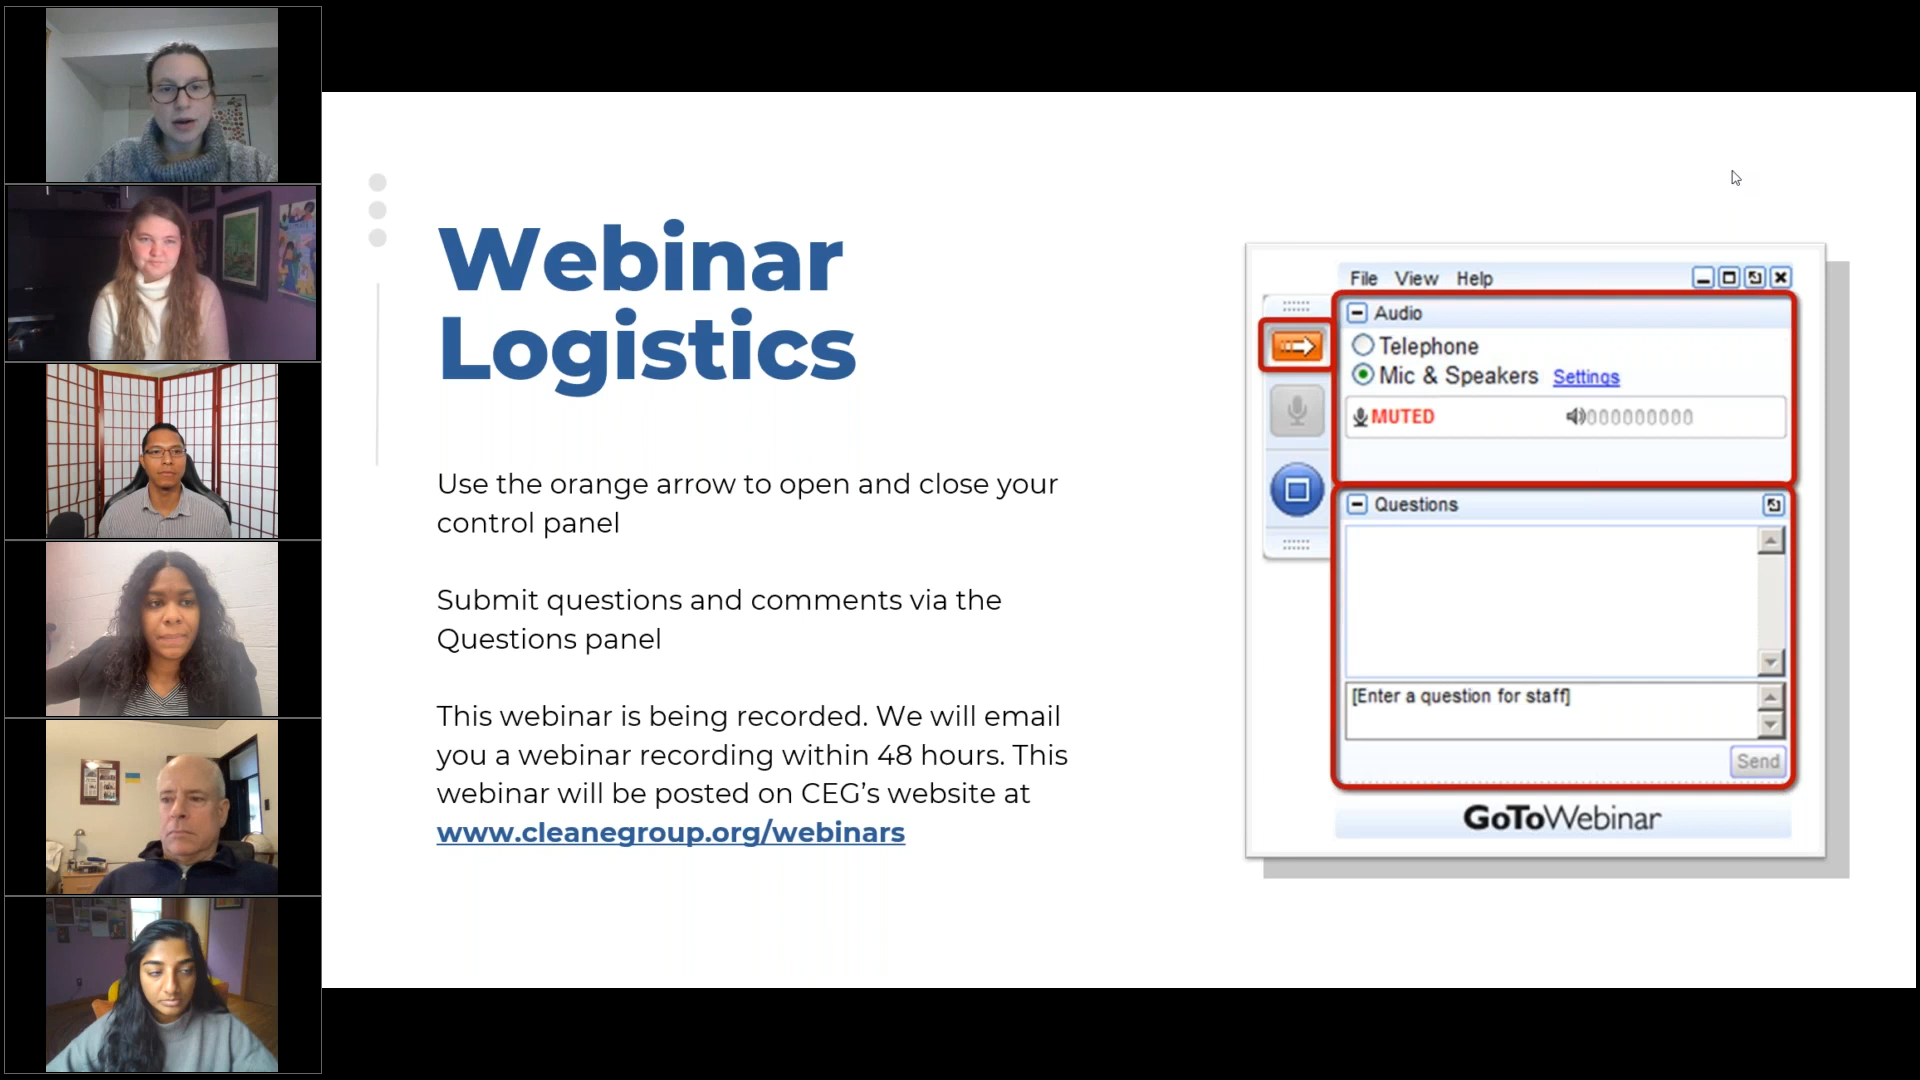 Webinar
Logistics
Use the orange arrow to open and close your
control panel
Submit questions and comments via the
Questions panel
This webinar is being recorded. We will email
you a webinar recording within 48 hours. This
webinar will be posted on CEG’s website at
www.cleanegroup.org/webinars
File View Help
Audio
Telephone
Mic & Speakers Settings
MUTED
Questions
[Enter a question for staff]
Send
GoToWebinar